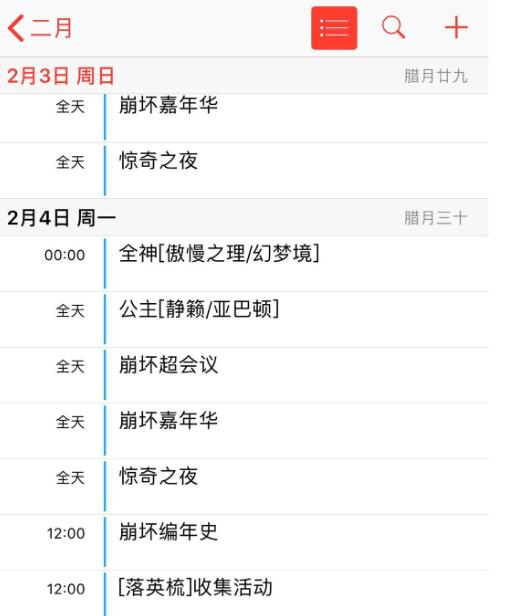 二月
2月3日 周日 腊月廿九
全天 崩坏嘉年华
全天 惊奇之夜
2月4日 周一 腊月三十
00:00 全神[傲慢之理/幻梦境]
全天 公主[静籁/亚巴顿]
全天 崩坏超会议
全天 崩坏嘉年华
全天 惊奇之夜
12:00 崩坏编年史
12:00 [落英梳]收集活动